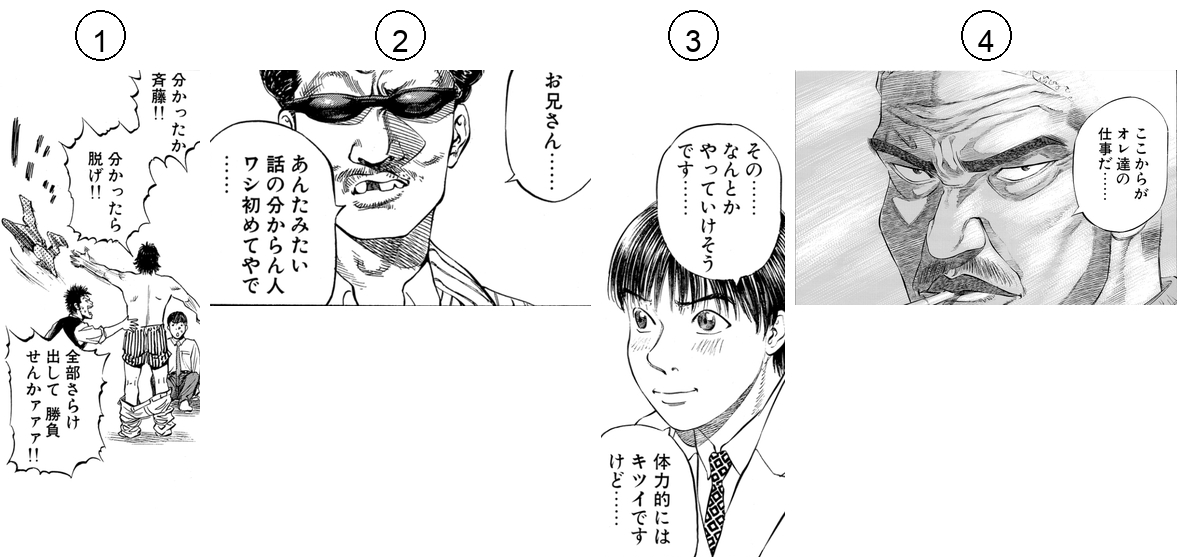 1
分かったか
斉藤!!
分かったら
脱げ!!
全部さらけ
出して 勝負
せんかァァァ!!
2
お兄さん……
あんたみたい
話の分からん人
ワシ初めてやで
……
3
その……
なんとか
やっていけそう
です……
体力的には
キツイです
けど……
4
ここからが
オレ達の
仕事だ……